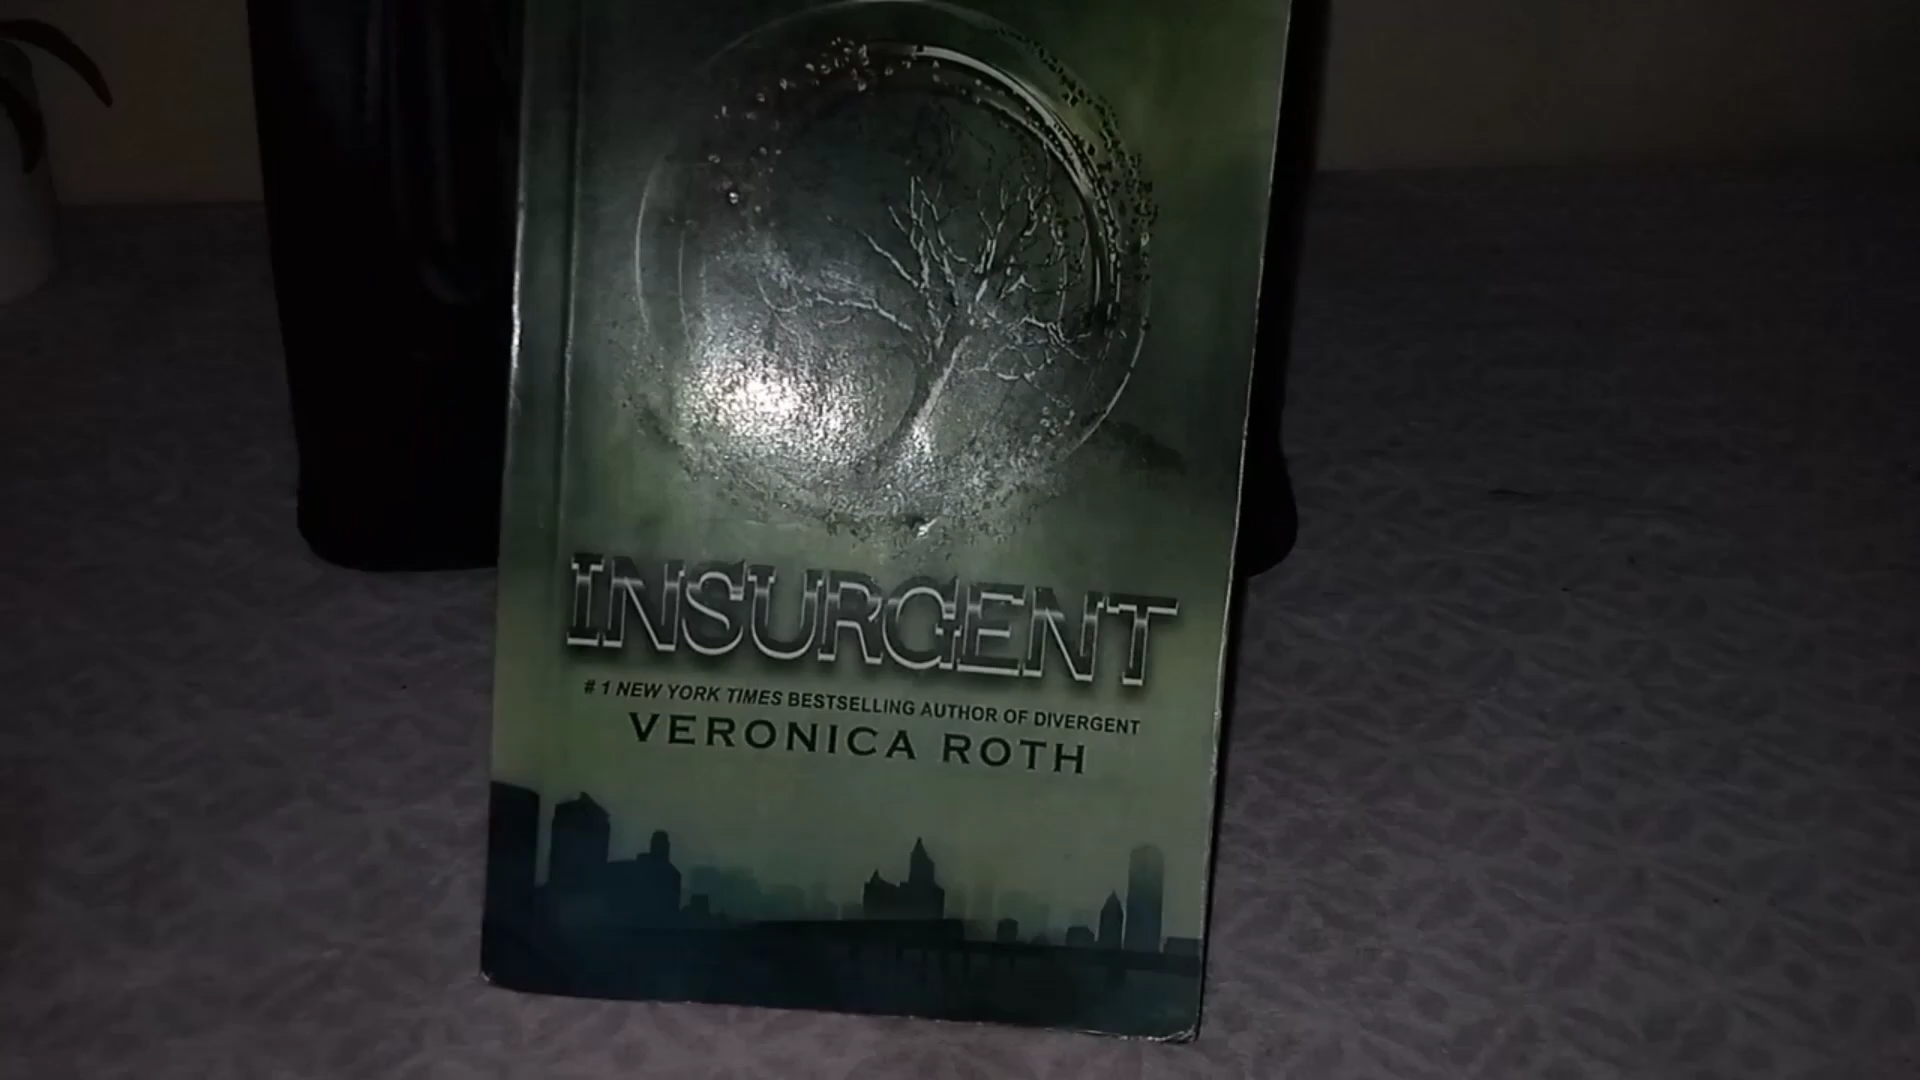 INSURGENT
# 1 NEW YORK TIMES BESTSELLING AUTHOR OF DIVERGENT
VERONICA ROTH